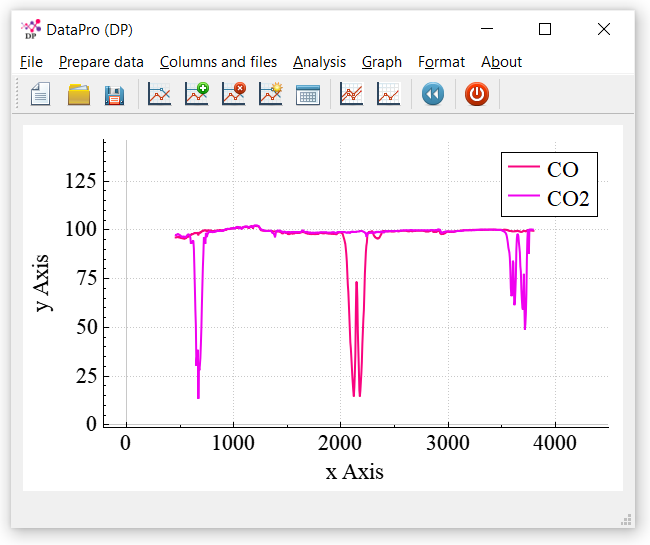 DP
DataPro (DP)
File Prepare data Columns and files Analysis Graph Format About
CO
CO2
125
100
75
50
25
0
y Axis
0 1000 2000 3000 4000
x Axis